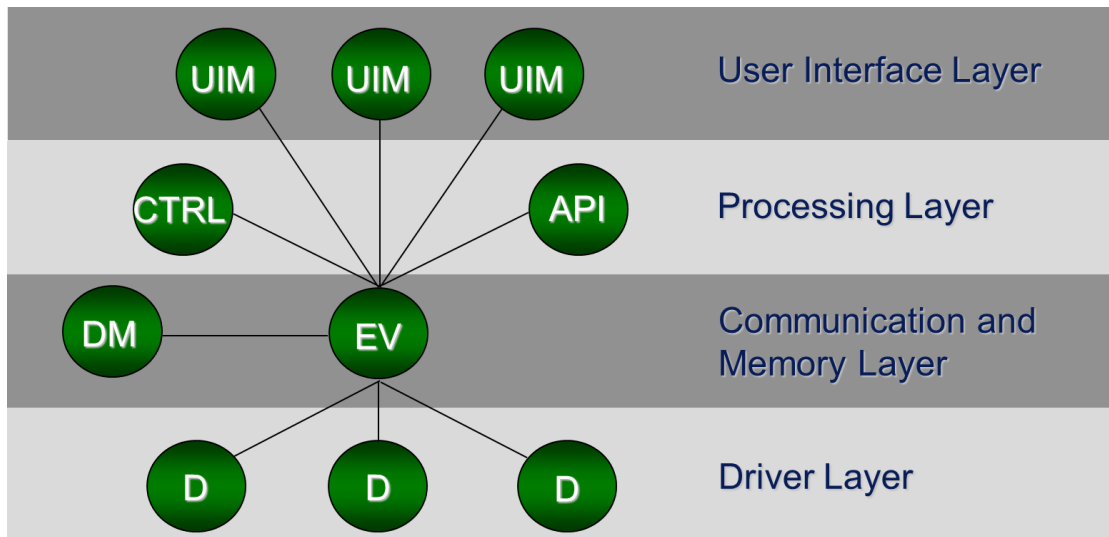 UIM UIM UIM User Interface Layer
CTRL API Processing Layer
DM EV Communication and
Memory Layer
D D D Driver Layer